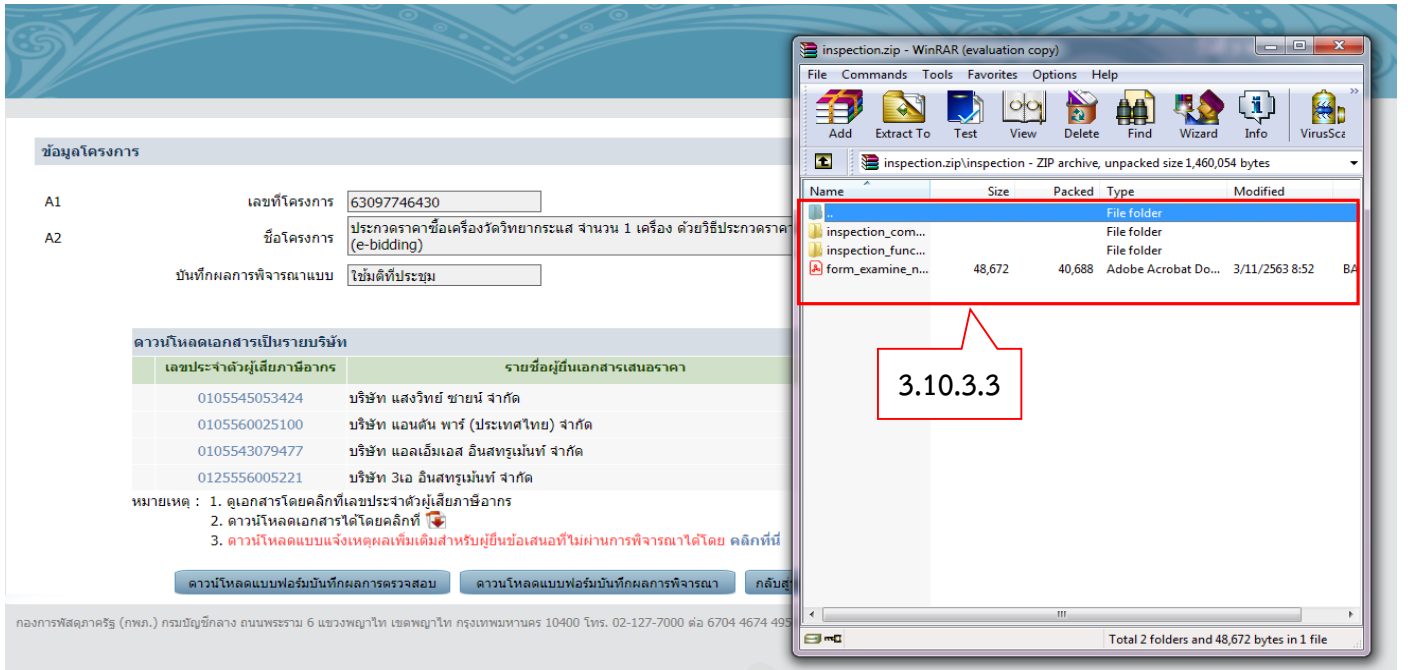 ข้อมูลโครงการ
A1
เลขที่โครงการ
63097746430
A2
ชื่อโครงการ
ประกวดราคาซื้อเครื่องวัดวิทยากระแส จำนวน 1 เครื่อง ด้วยวิธีประกวดราคา
(e-bidding)
บันทึกผลการพิจารณาแบบ
ใช้มติที่ประชุม
ดาวน์โหลดเอกสารเป็นรายบริษัท
เลขประจำตัวผู้เสียภาษีอากร
รายชื่อผู้ยื่นเอกสารเสนอราคา
0105545053424 บริษัท แสงวิทย์ ซายน์ จำกัด
0105560025100 บริษัท แอนตัน พาร์ (ประเทศไทย) จำกัด
0105543079477 บริษัท แอลเอ็มเอส อินสทรูเม้นท์ จำกัด
0125556005221 บริษัท 3เอ อินสทรูเม้นท์ จำกัด
หมายเหตุ : 1. ดูเอกสารโดยคลิกที่เลขประจำตัวผู้เสียภาษีอากร
2. ดาวน์โหลดเอกสารได้โดยคลิกที่
3. ดาวน์โหลดแบบแจ้งเหตุผลเพิ่มเติมสำหรับผู้ยื่นข้อเสนอที่ไม่ผ่านการพิจารณาได้โดย คลิกที่นี่
ดาวน์โหลดแบบฟอร์มบันทึกผลการตรวจสอบ
ดาวน์โหลดแบบฟอร์มบันทึกผลการพิจารณา
กลับสู่
กองการพัสดุภาครัฐ (กพภ.) กรมบัญชีกลาง ถนนพระราม 6 แขวงพญาไท เขตพญาไท กรุงเทพมหานคร 10400 โทร. 02-127-7000 ต่อ 6704 4674 495
inspection.zip - WinRAR (evaluation copy)
File Commands Tools Favorites Options Help
Add Extract To Test View Delete Find Wizard Info VirusSca
inspection.zip\inspection - ZIP archive, unpacked size 1,460,054 bytes
Name Size Packed Type Modified
.. File folder
inspection_com... File folder
inspection_func... File folder
form_examine_n... 48,672 40,688 Adobe Acrobat Do... 3/11/2563 8:52 BA
3.10.3.3
Total 2 folders and 48,672 bytes in 1 file